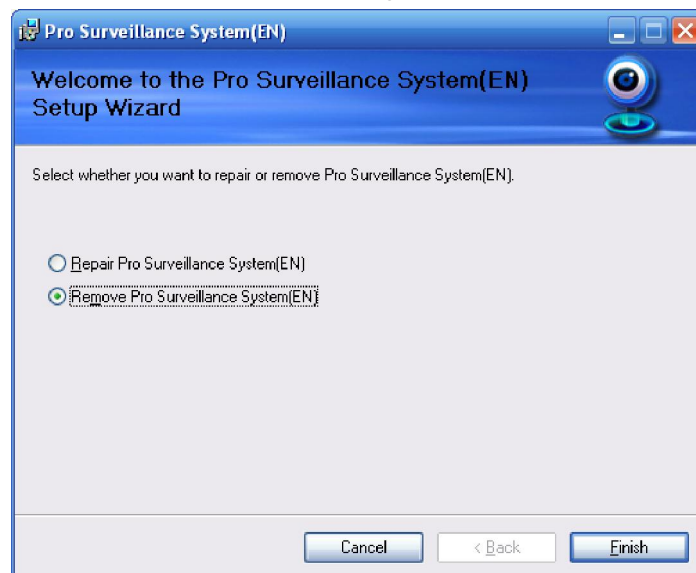 Pro Surveillance System(EN)
Welcome to the Pro Surveillance System(EN)
Setup Wizard
Select whether you want to repair or remove Pro Surveillance System(EN).
Repair Pro Surveillance System(EN)
Remove Pro Surveillance System(EN)
Cancel
< Back
Finish